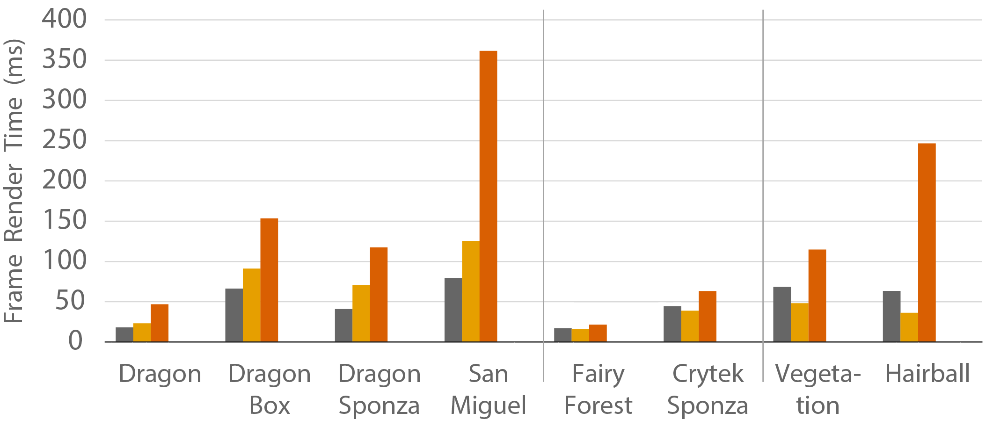 Frame Render Time (ms)
400
350
300
250
200
150
100
50
0
Dragon
Dragon
Box
Dragon
Sponza
San
Miguel
Fairy
Forest
Crytek
Sponza
Vegeta-
tion
Hairball